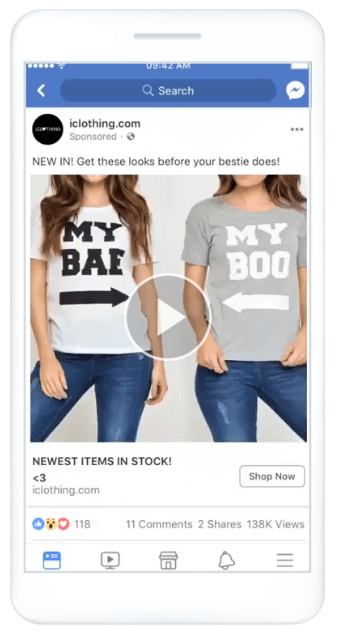 09:42 AM
Search
iclothing.com
Sponsored ·
NEW IN! Get these looks before your bestie does!
MY
BAE
MY
BOO
NEWEST ITEMS IN STOCK!
<3
iclothing.com
Shop Now
118
11 Comments 2 Shares 138K Views